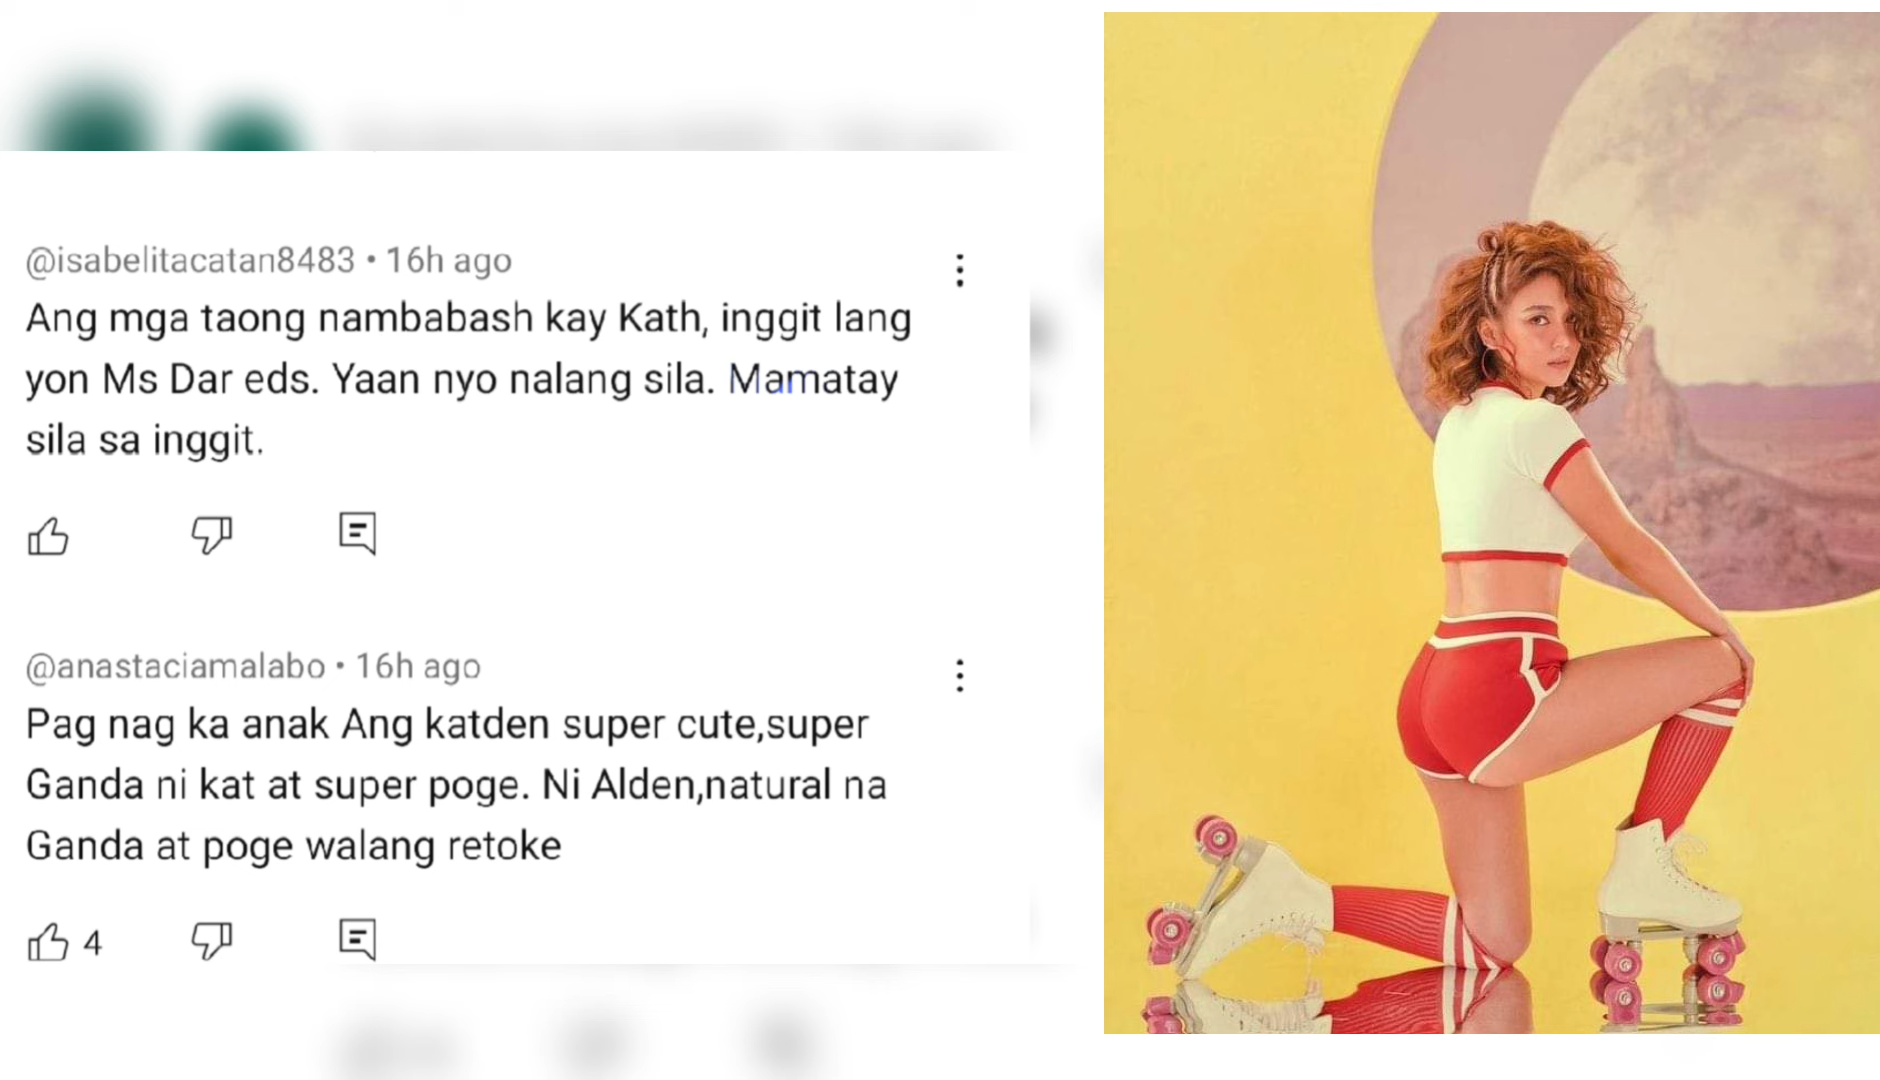 @isabelitacatan8483 • 16h ago
Ang mga taong nambabash kay Kath, inggit lang
yon Ms Dar eds. Yaan nyo nalang sila. Mamatay
sila sa inggit.
@anastaciamalabo • 16h ago
Pag nag ka anak Ang katden super cute,super
Ganda ni kat at super poge. Ni Alden,natural na
Ganda at poge walang retoke
4